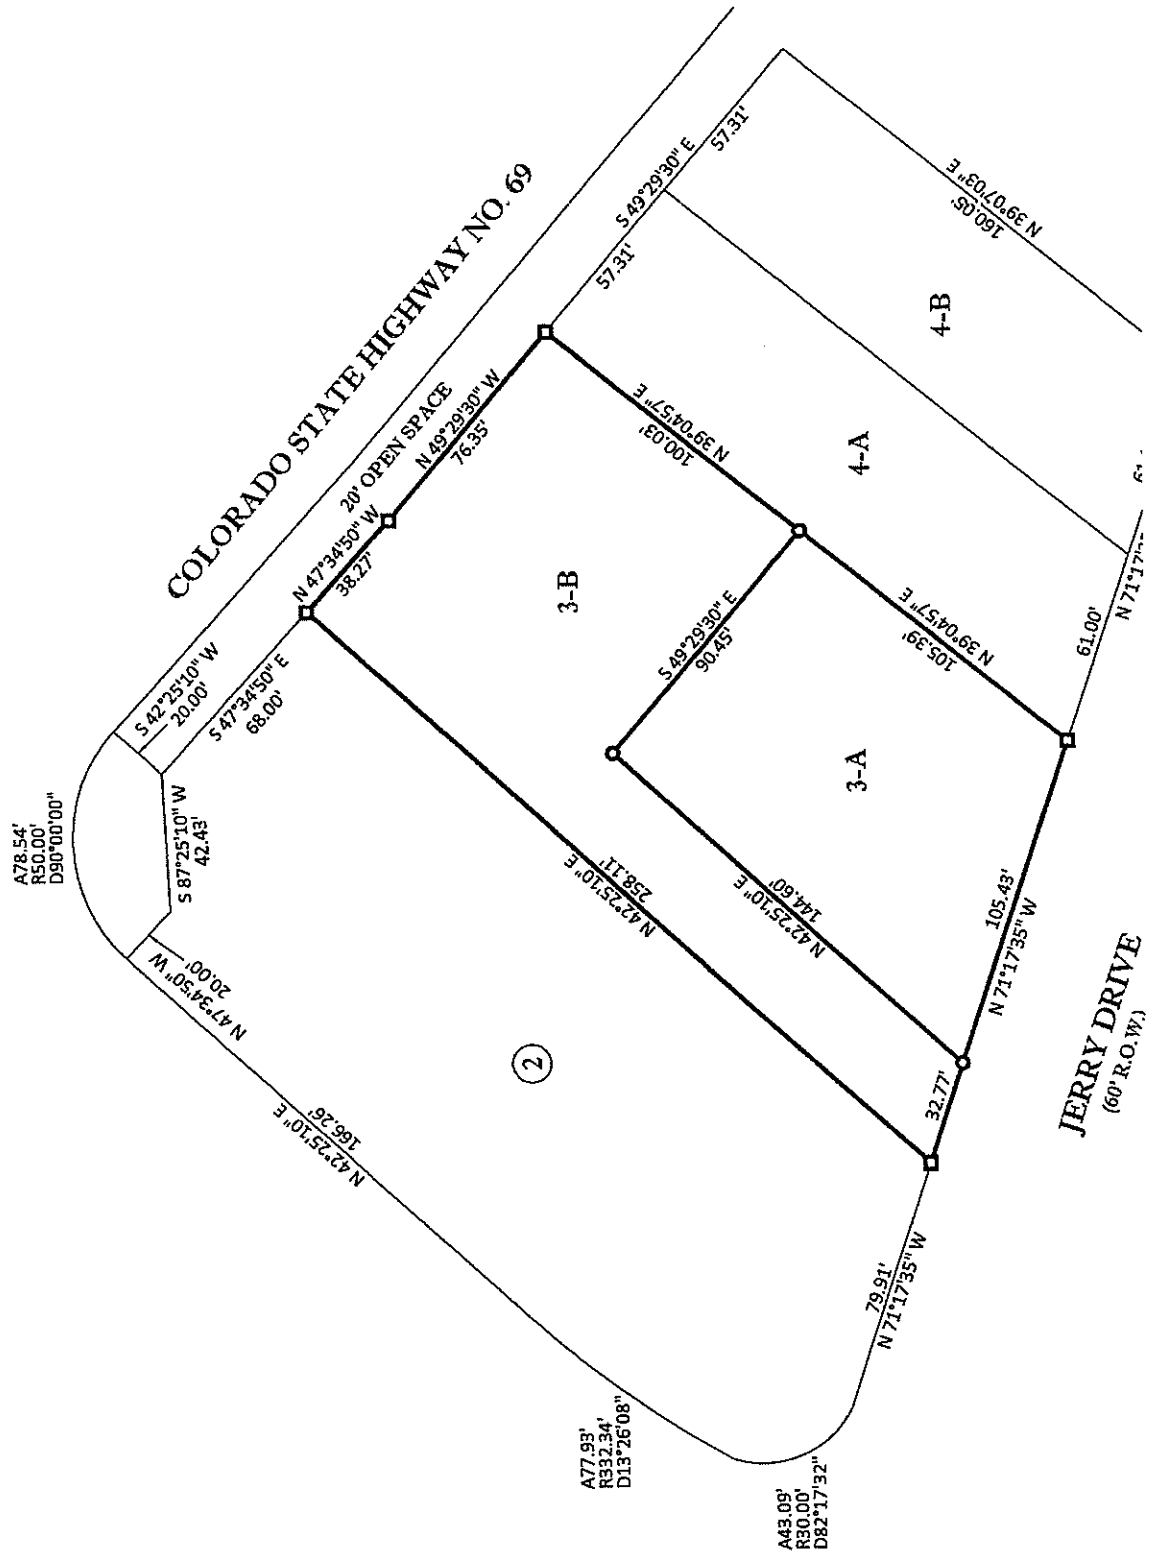 A78.54'
R50.00'
D90°00'00"
S 42°25'10" W
20.00'
S 87°25'10" W
42.43'
S 47°34'50" E
68.00'
N 47°34'50" W
20.00'
COLORADO STATE HIGHWAY NO. 69
20' OPEN SPACE
N 47°34'50" W
38.27'
N 49°29'30" W
76.35'
S 49°29'30" E
57.31'
57.31'
N 39°07'03" E
160.05'
4-B
4-A
N 39°04'57" E
100.03'
3-B
S 49°29'30" E
90.45'
N 39°04'57" E
105.39'
3-A
N 42°25'10" E
258.11'
N 42°25'10" E
144.60'
2
N 42°25'10" E
166.26'
61.00'
105.43'
N 71°17'35" W
32.77'
79.91'
N 71°17'35" W
JERRY DRIVE
(60' R.O.W.)
A77.93'
R332.34'
D13°26'08"
A43.09'
R30.00'
D82°17'32"